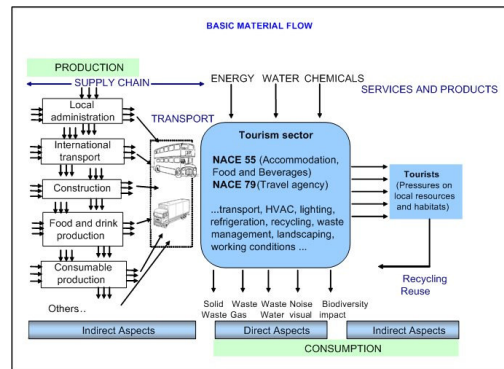 BASIC MATERIAL FLOW
PRODUCTION
SUPPLY CHAIN
ENERGY WATER CHEMICALS
SERVICES AND PRODUCTS
Local
administration
TRANSPORT
International
transport
Construction
Food and drink
production
Consumable
production
Others..
Tourism sector
NACE 55 (Accommodation,
Food and Beverages)
NACE 79 (Travel agency)
...transport, HVAC, lighting,
refrigeration, recycling, waste
management, landscaping,
working conditions ...
Tourists
(Pressures on
local resources
and habitats)
Recycling
Reuse
Solid
Waste
Waste
Gas
Waste
Water
Noise
visual
Biodiversity
impact
Indirect Aspects
Direct Aspects
Indirect Aspects
CONSUMPTION